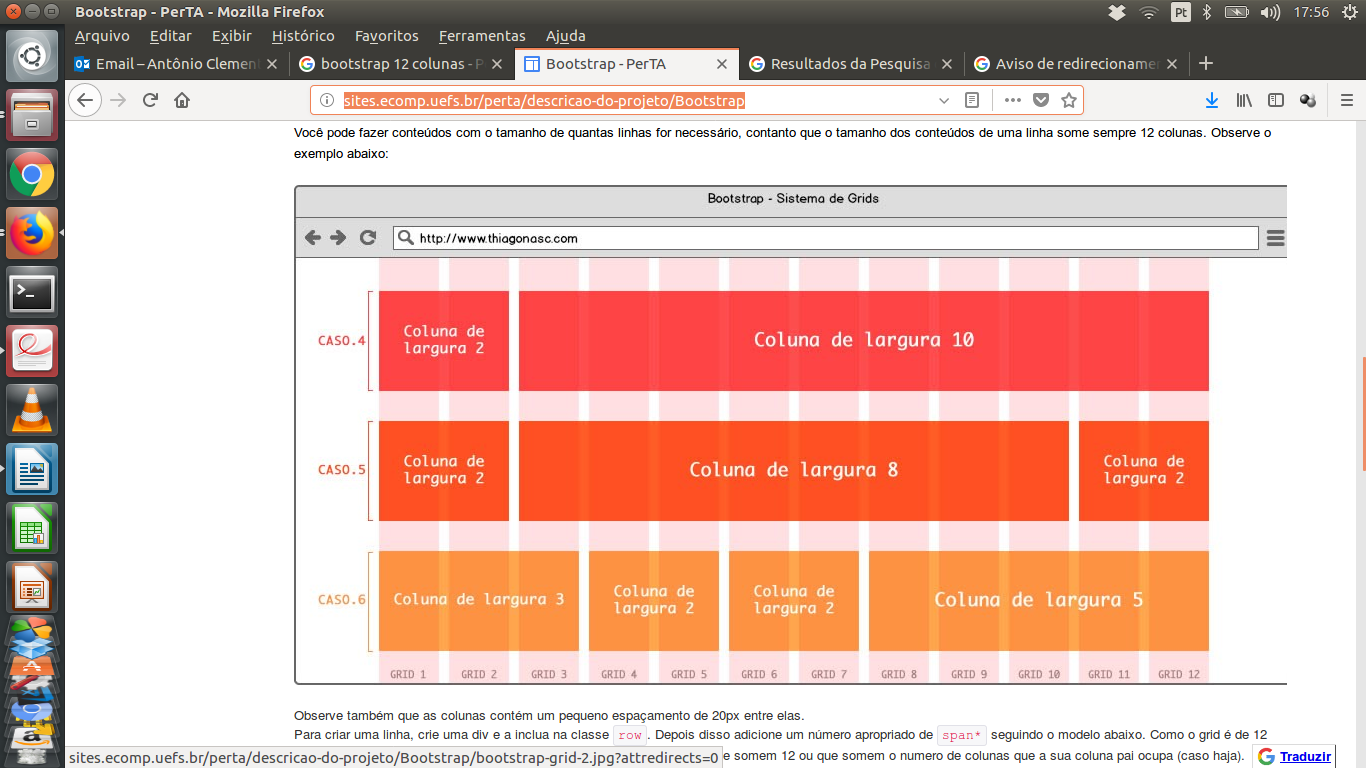 Bootstrap - PerTA - Mozilla Firefox
Pt
17:56
Arquivo Editar Exibir Histórico Favoritos Ferramentas Ajuda
Email – Antônio Clement
bootstrap 12 colunas - P
Bootstrap - PerTA
Resultados da Pesquisa
Aviso de redirecioname
sites.ecomp.uefs.br/perta/descricao-do-projeto/Bootstrap
Você pode fazer conteúdos com o tamanho de quantas linhas for necessário, contanto que o tamanho dos conteúdos de uma linha some sempre 12 colunas. Observe o
exemplo abaixo:
Bootstrap - Sistema de Grids
http://www.thiagonasc.com
CASO.4
Coluna de
largura 2
Coluna de largura 10
CASO.5
Coluna de
largura 2
Coluna de largura 8
Coluna de
largura 2
CASO.6
Coluna de largura 3
Coluna de
largura 2
Coluna de
largura 2
Coluna de largura 5
GRID 1 GRID 2 GRID 3 GRID 4 GRID 5 GRID 6 GRID 7 GRID 8 GRID 9 GRID 10 GRID 11 GRID 12
Observe também que as colunas contém um pequeno espaçamento de 20px entre elas.
Para criar uma linha, crie uma div e a inclua na classe row. Depois disso adicione um número apropriado de span* seguindo o modelo abaixo. Como o grid é de 12
e somem 12 ou que somem o numero de colunas que a sua coluna pai ocupa (caso haja).
sites.ecomp.uefs.br/perta/descricao-do-projeto/Bootstrap/bootstrap-grid-2.jpg?attredirects=0
Traduzir